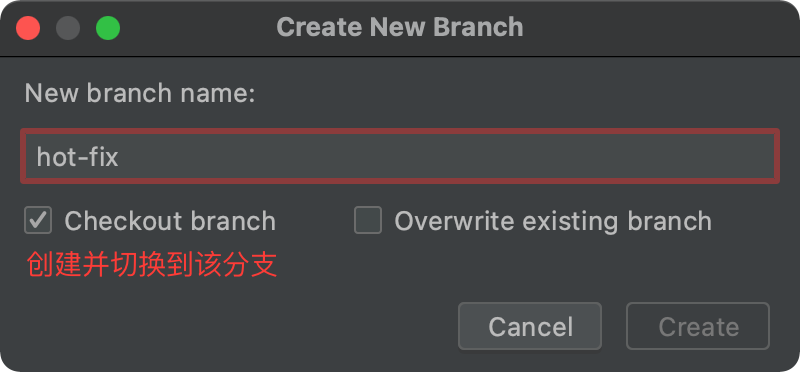 Create New Branch
New branch name:
hot-fix
Checkout branch
Overwrite existing branch
创建并切换到该分支
Cancel
Create